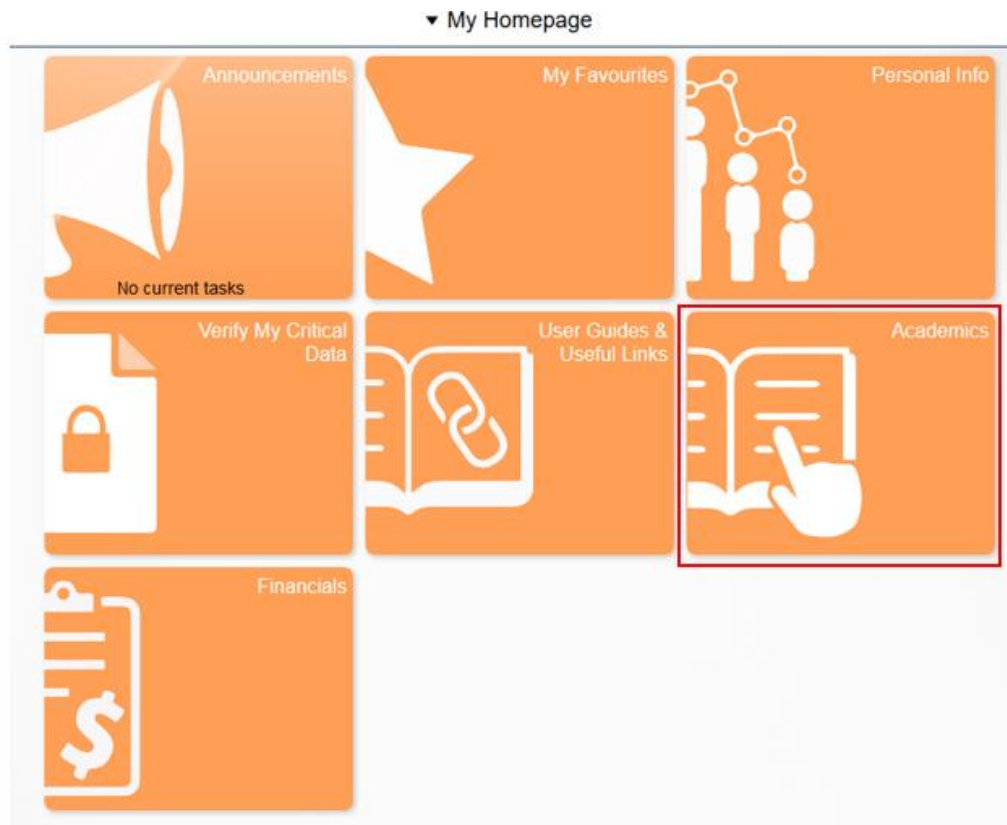 ▼ My Homepage
Announcements
No current tasks
My Favourites
Personal Info
Verify My Critical
Data
User Guides &
Useful Links
Academics
Financials
$